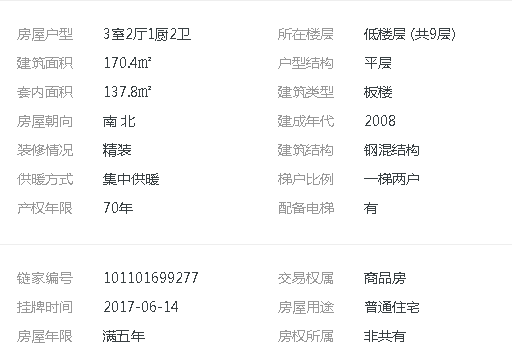 房屋户型 3室2厅1厨2卫 所在楼层 低楼层 (共9层)
建筑面积 170.4㎡ 户型结构 平层
套内面积 137.8㎡ 建筑类型 板楼
房屋朝向 南 北 建成年代 2008
装修情况 精装 建筑结构 钢混结构
供暖方式 集中供暖 梯户比例 一梯两户
产权年限 70年 配备电梯 有
链家编号 101101699277 交易权属 商品房
挂牌时间 2017-06-14 房屋用途 普通住宅
房屋年限 满五年 房权所属 非共有